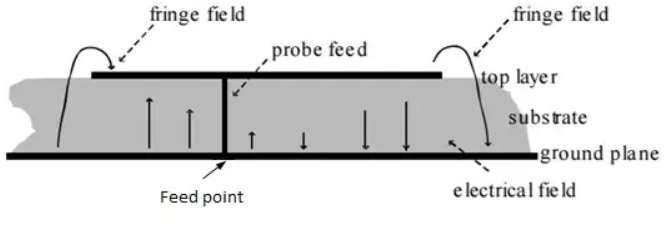 fringe field
fringe field
probe feed
top layer
substrate
ground plane
electrical field
Feed point